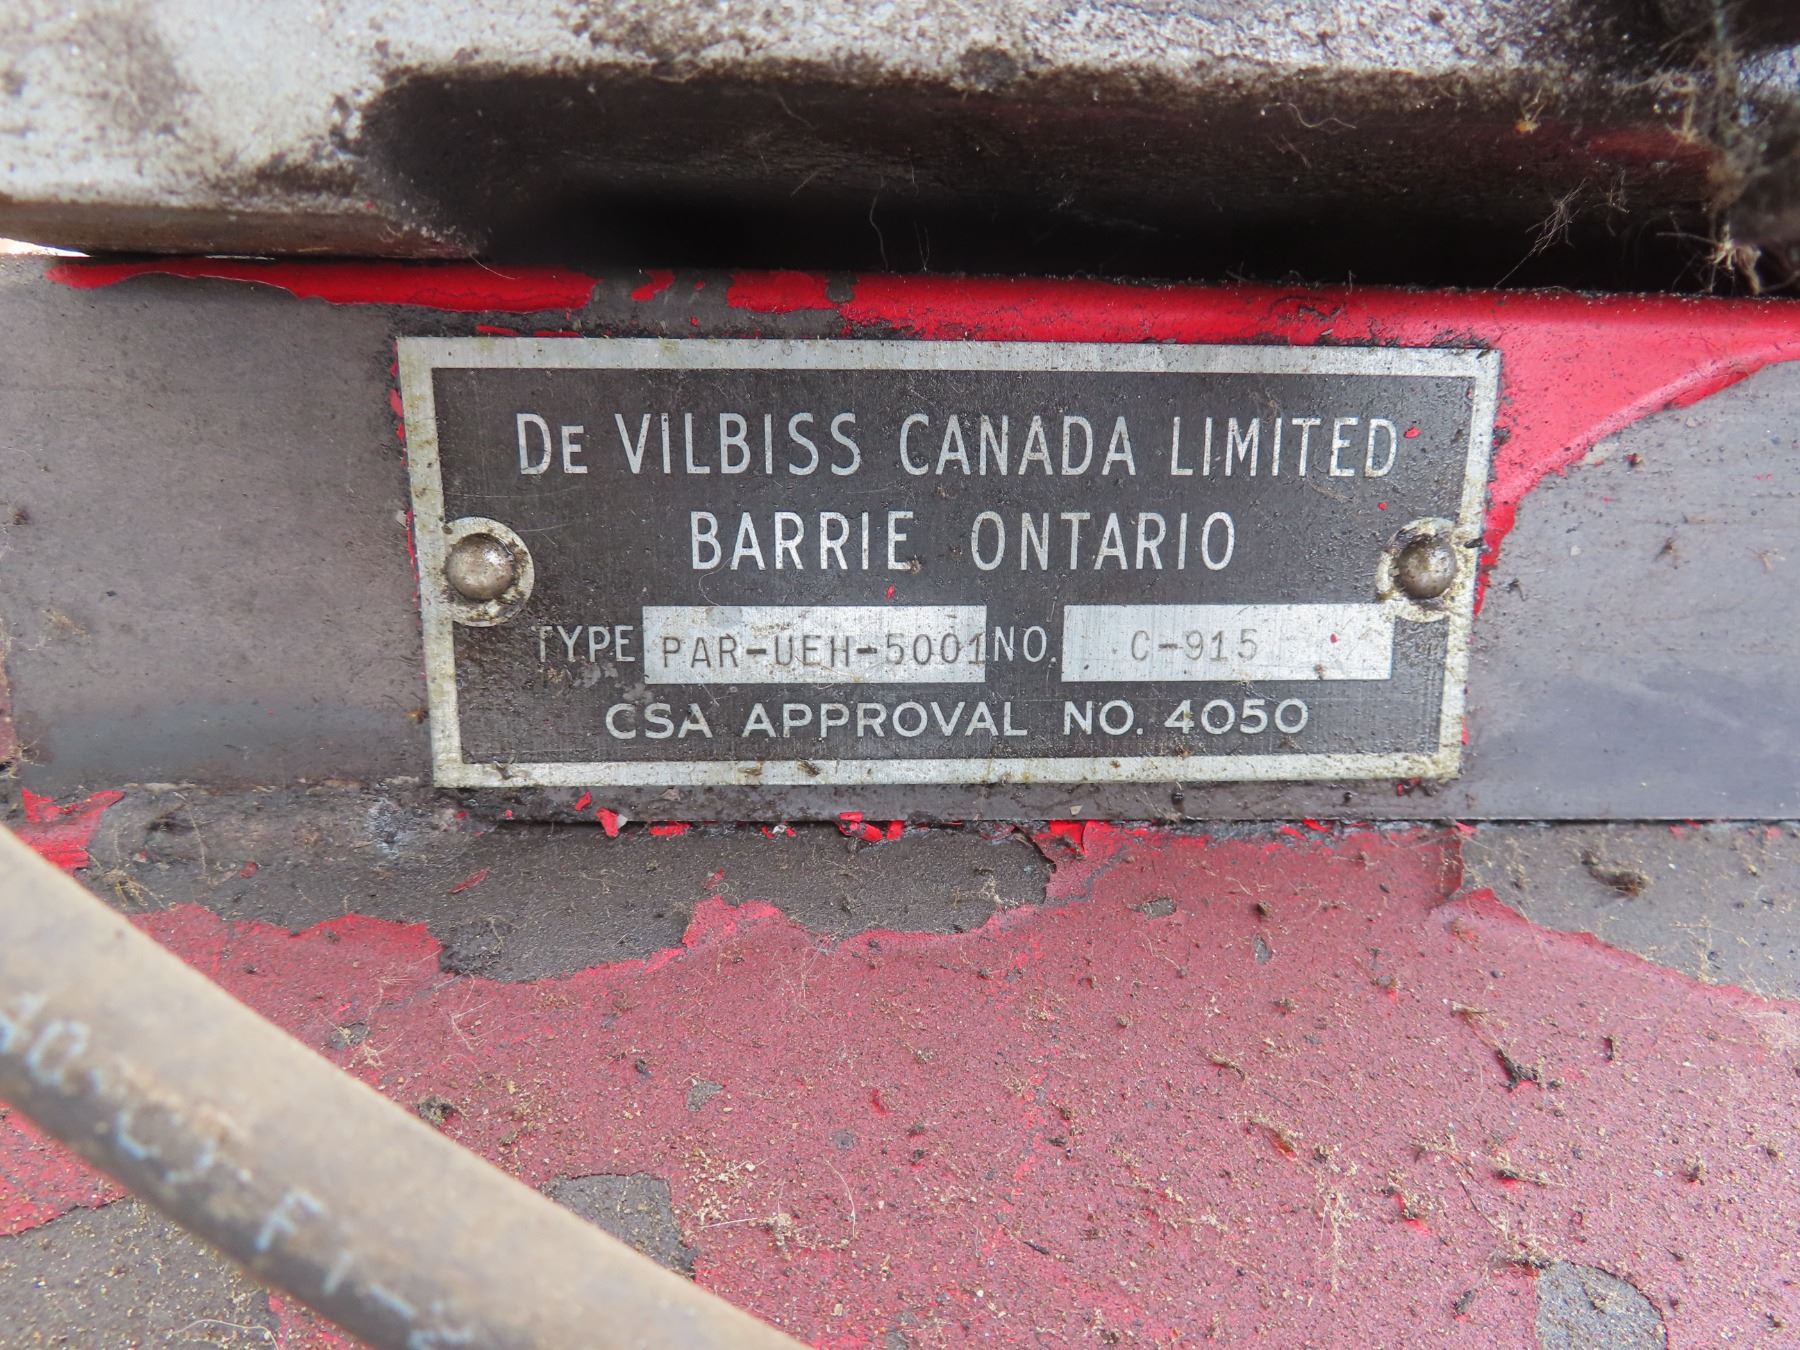 DE VILBISS CANADA LIMITED
BARRIE ONTARIO
TYPE PAR-UEH-5001 NO. C-915
CSA APPROVAL NO. 4050